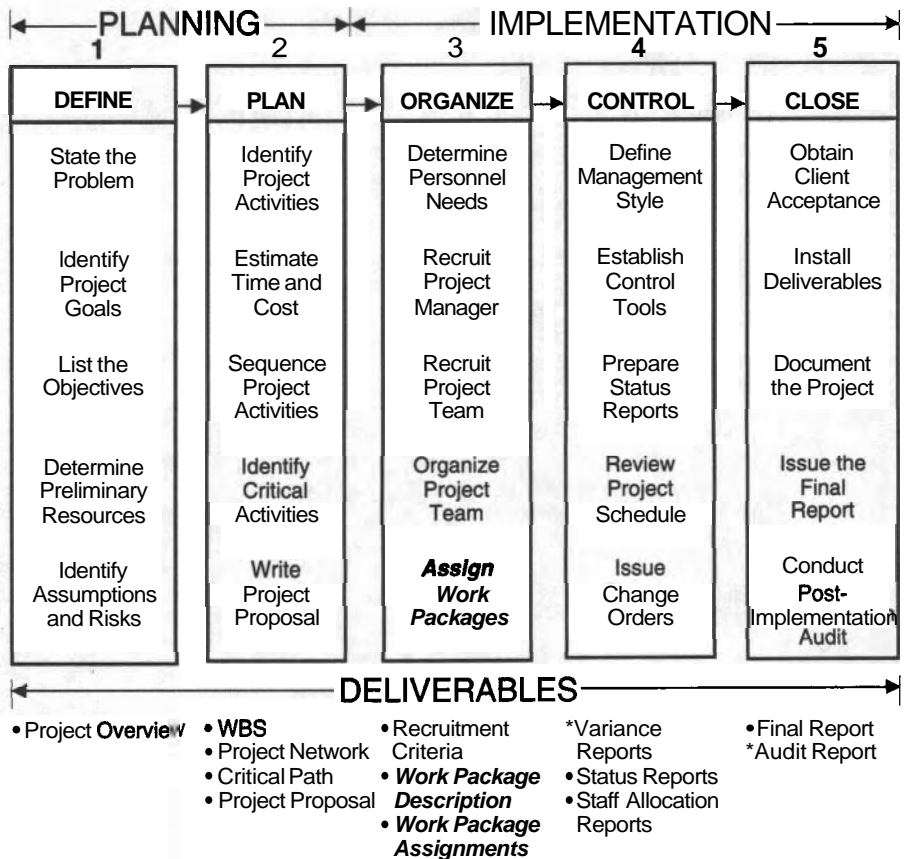 PLANNING IMPLEMENTATION
1 2 3 4 5
DEFINE PLAN ORGANIZE CONTROL CLOSE
State the
Problem
Identify
Project
Goals
List the
Objectives
Determine
Preliminary
Resources
Identify
Assumptions
and Risks
Identify
Project
Activities
Estimate
Time and
Cost
Sequence
Project
Activities
Identify
Critical
Activities
Write
Project
Proposal
Determine
Personnel
Needs
Recruit
Project
Manager
Recruit
Project
Team
Organize
Project
Team
Assign
Work
Packages
Define
Management
Style
Establish
Control
Tools
Prepare
Status
Reports
Review
Project
Schedule
Issue
Change
Orders
Obtain
Client
Acceptance
Install
Deliverables
Document
the Project
Issue the
Final
Report
Conduct
Post-
Implementation
Audit
DELIVERABLES
• Project Overview
• WBS
• Project Network
• Critical Path
• Project Proposal
• Recruitment
Criteria
• Work Package
Description
• Work Package
Assignments
*Variance
Reports
• Status Reports
• Staff Allocation
Reports
• Final Report
*Audit Report